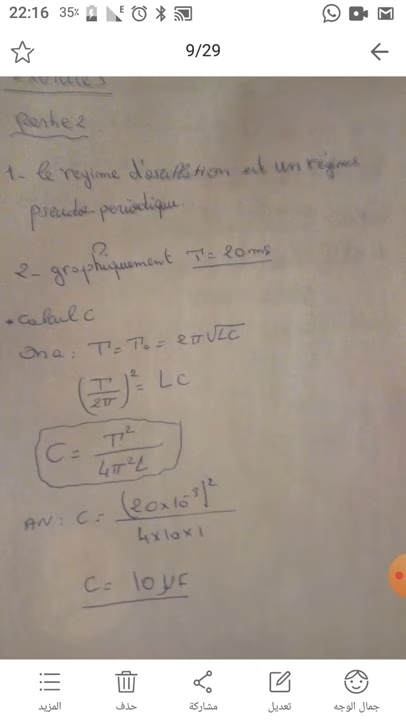 22:16 35%
9/29
Partie 2
1- le regime d'oscillation est un régime
pseudo-periodique
2- graphiquement T = 20 ms
• Calcul C
On a : T = T₀ = 2π√LC
(T/2π)² = LC
C = T²/4π²L
AN : C = (20×10⁻³)²/4×10×1
C = 10 µF
المزيد
حذف
مشاركة
تعديل
جمال الوجه